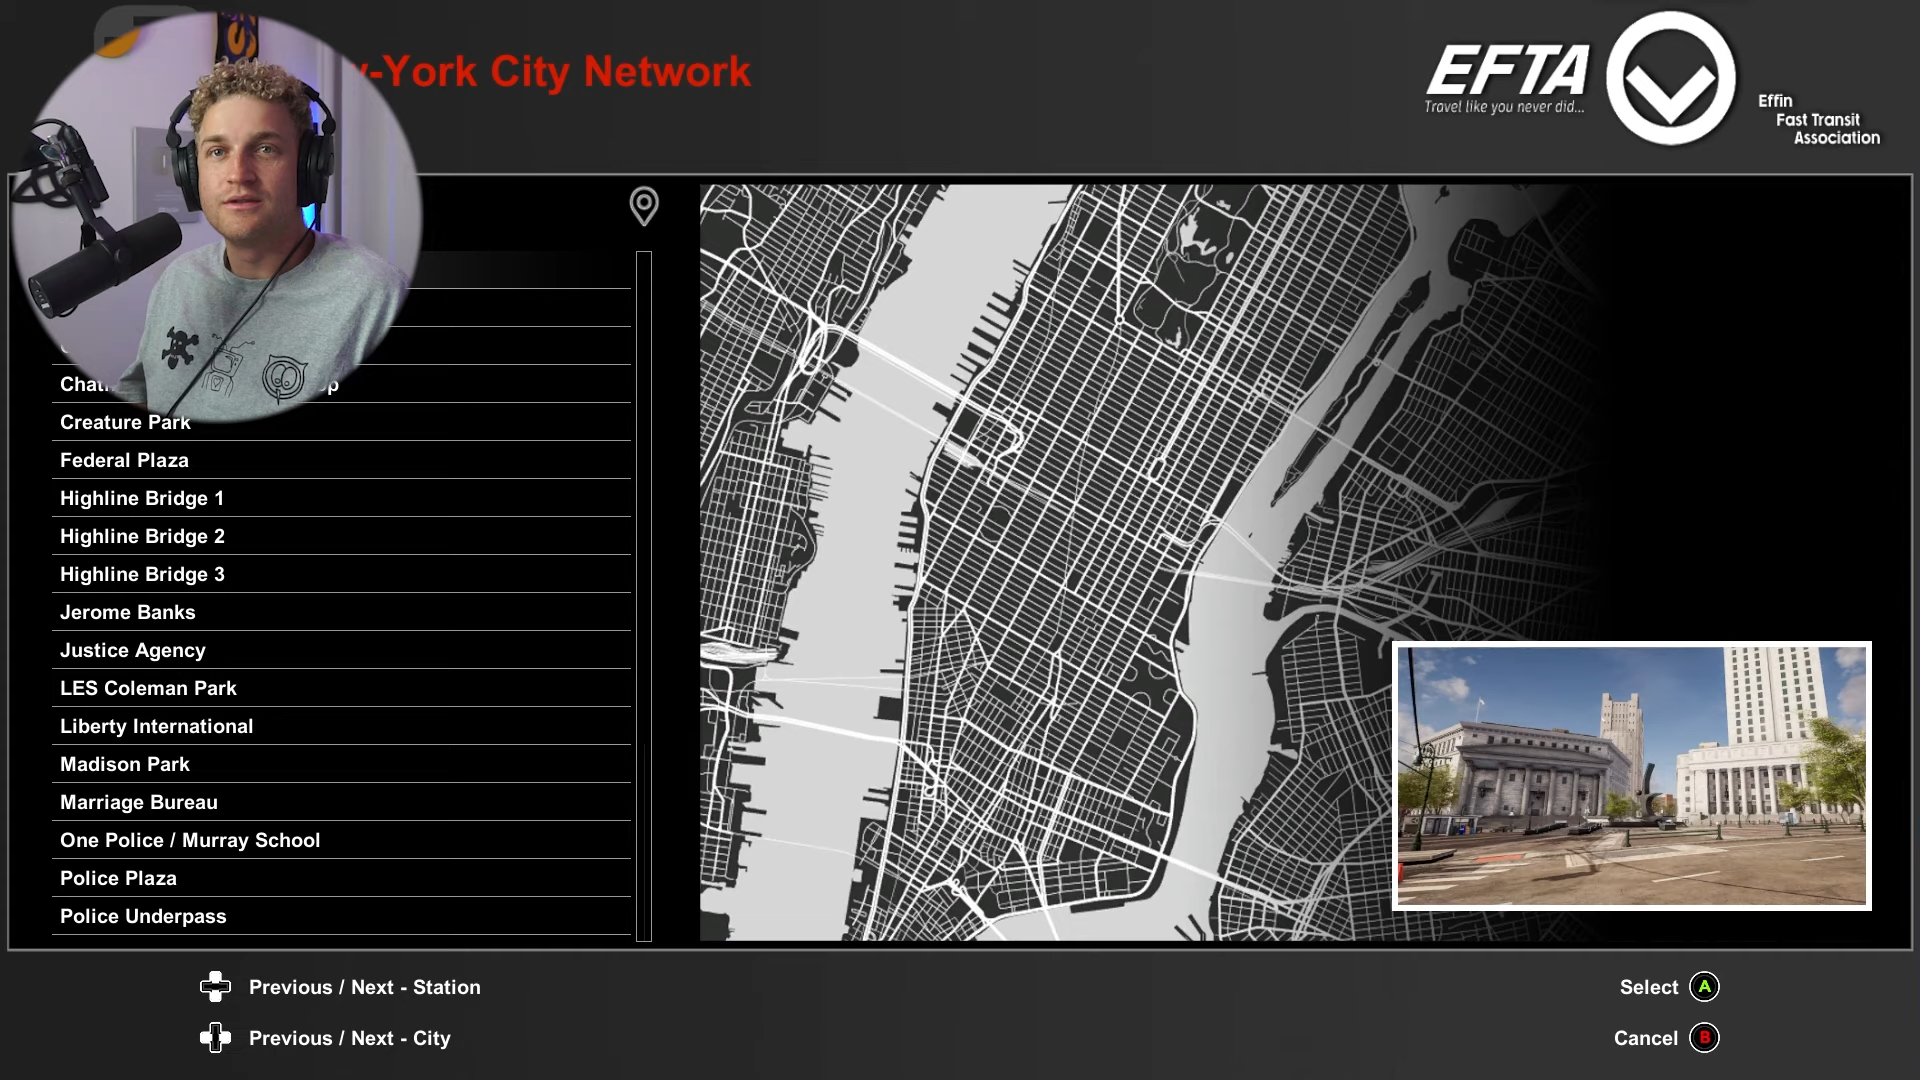 -York City Network
EFTA
Travel like you never did...
Effin
Fast Transit
Association
Creature Park
Federal Plaza
Highline Bridge 1
Highline Bridge 2
Highline Bridge 3
Jerome Banks
Justice Agency
LES Coleman Park
Liberty International
Madison Park
Marriage Bureau
One Police / Murray School
Police Plaza
Police Underpass
Previous / Next - Station
Previous / Next - City
Select A
Cancel B